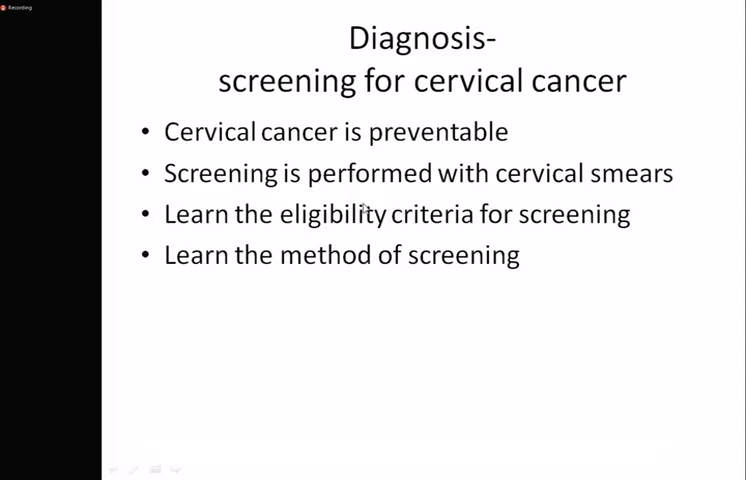 Recording
Diagnosis-
screening for cervical cancer
• Cervical cancer is preventable
• Screening is performed with cervical smears
• Learn the eligibility criteria for screening
• Learn the method of screening